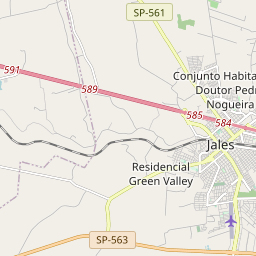 SP-561
591
589
Conjunto Habita
Doutor Pedr
Nogueira
585
584
Jales
Residencial
Green Valley
SP-563